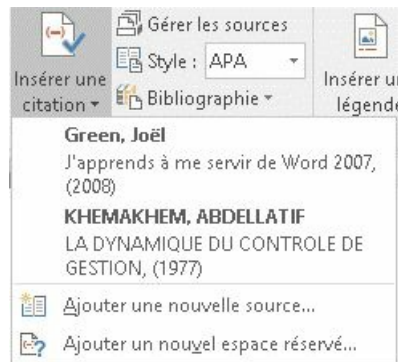 Gérer les sources
Style : APA
Insérer une
citation
Bibliographie
Insérer u
légende
Green, Joël
J'apprends à me servir de Word 2007,
(2008)
KHEMAKHEM, ABDELLATIF
LA DYNAMIQUE DU CONTROLE DE
GESTION, (1977)
Ajouter une nouvelle source...
Ajouter un nouvel espace réservé...